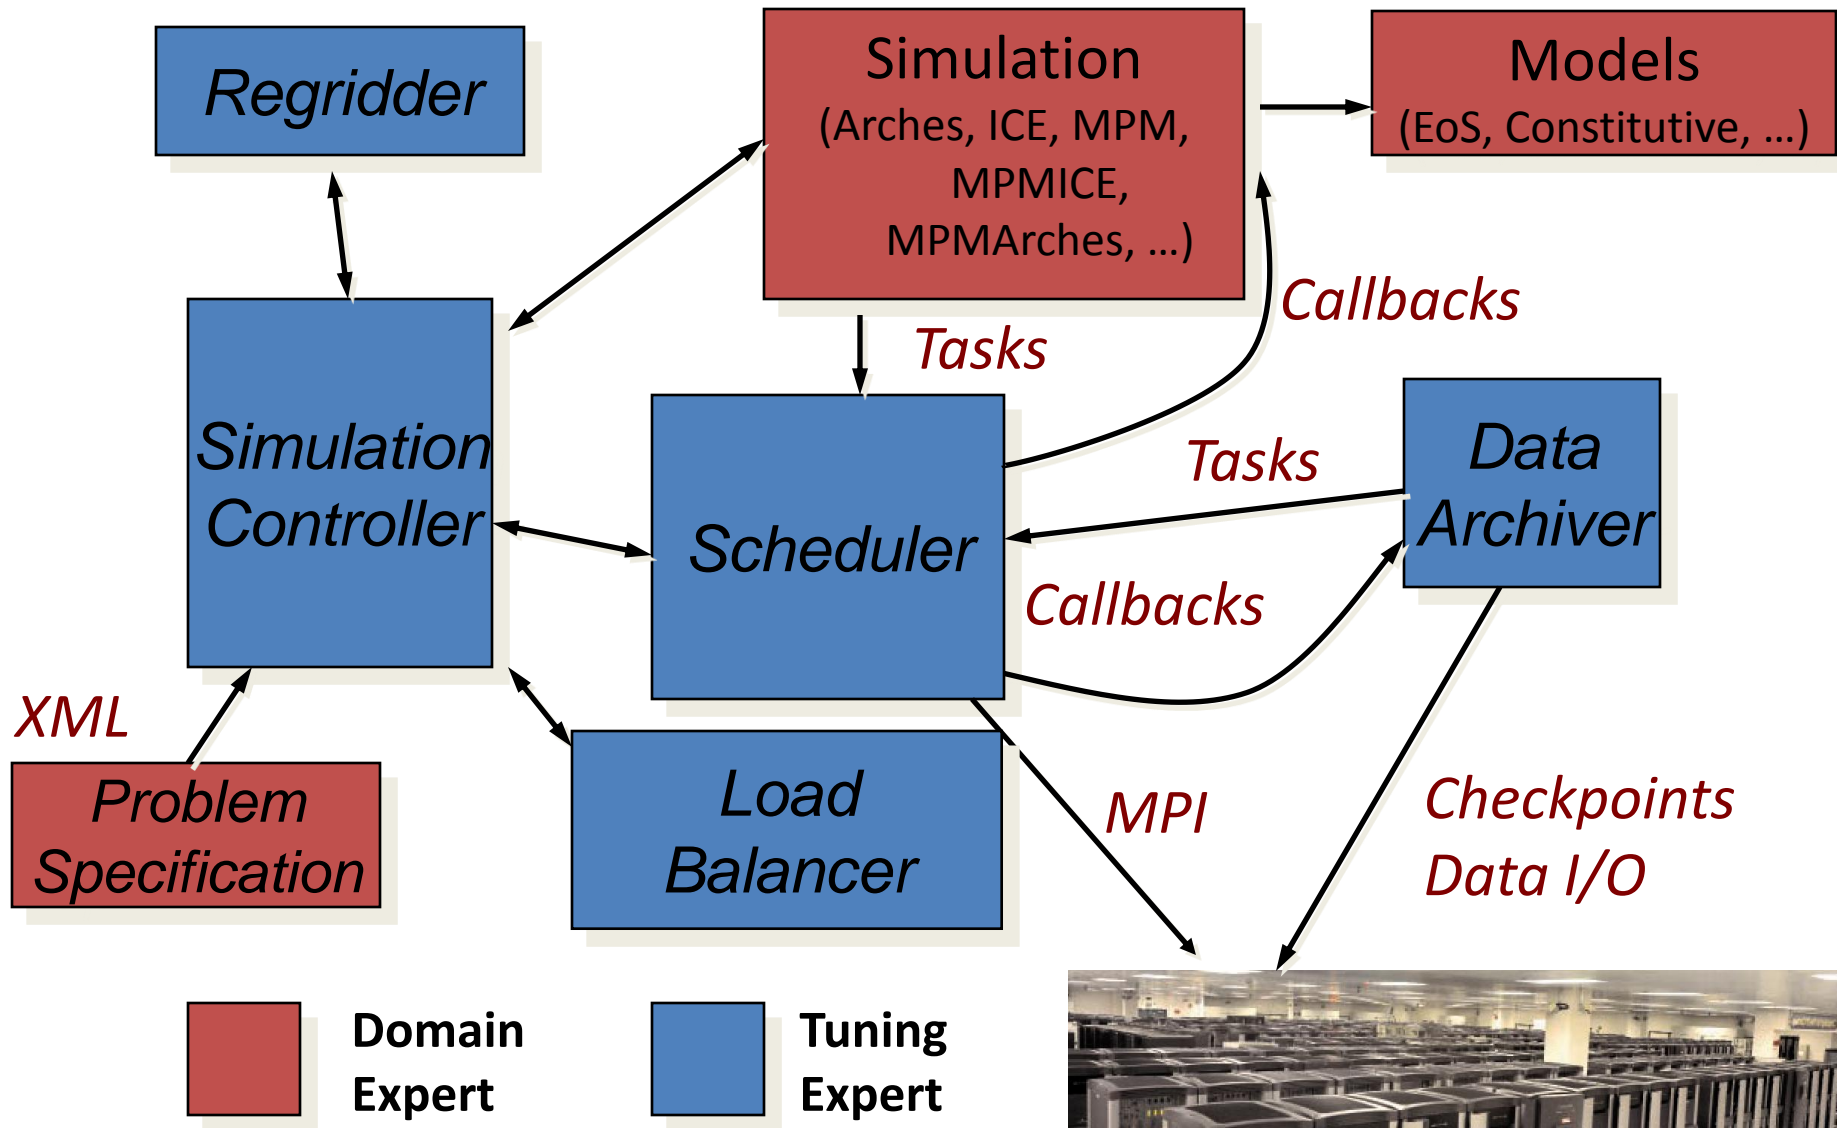 Regridder
Simulation
(Arches, ICE, MPM,
MPMICE,
MPMArches, ...)
Models
(EoS, Constitutive, ...)
Callbacks
Tasks
Simulation
Controller
Scheduler
Tasks
Data
Archiver
Callbacks
XML
Problem
Specification
Load
Balancer
MPI
Checkpoints
Data I/O
Domain
Expert
Tuning
Expert